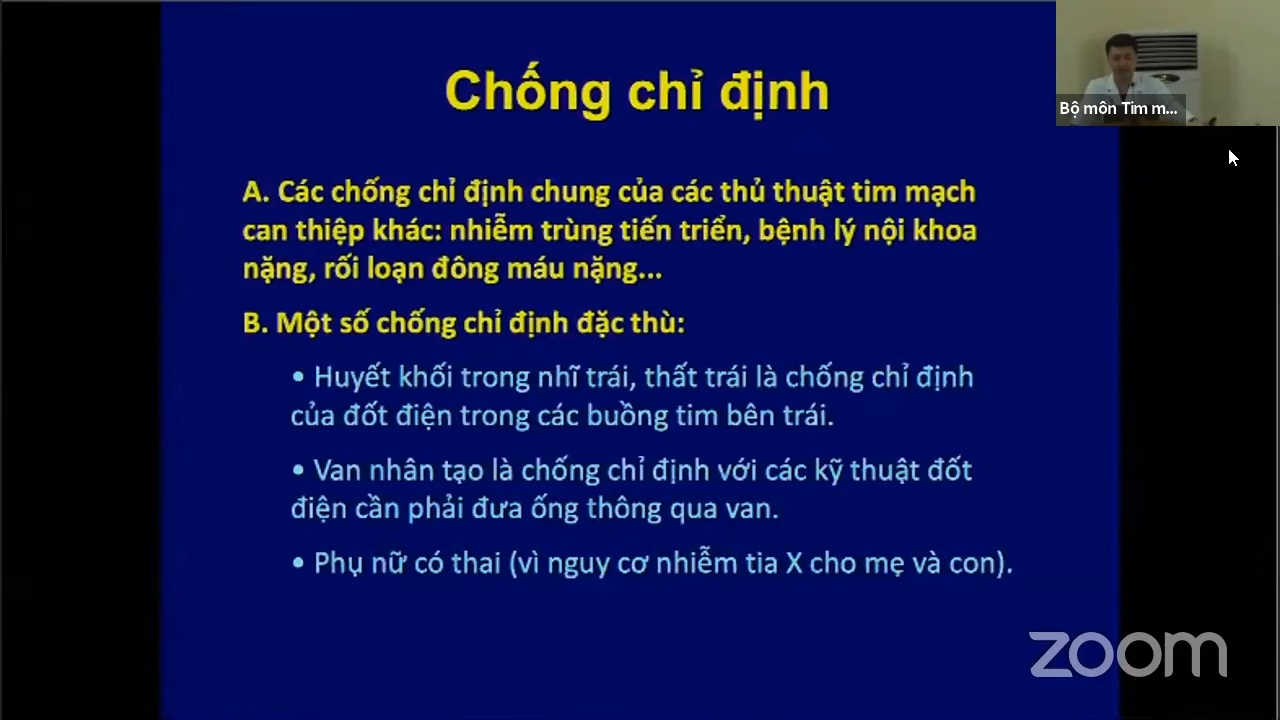 Chống chỉ định
Bộ môn Tim m...
A. Các chống chỉ định chung của các thủ thuật tim mạch
can thiệp khác: nhiễm trùng tiến triển, bệnh lý nội khoa
nặng, rối loạn đông máu nặng...
B. Một số chống chỉ định đặc thù:
• Huyết khối trong nhĩ trái, thất trái là chống chỉ định
của đốt điện trong các buồng tim bên trái.
• Van nhân tạo là chống chỉ định với các kỹ thuật đốt
điện cần phải đưa ống thông qua van.
• Phụ nữ có thai (vì nguy cơ nhiễm tia X cho mẹ và con).
zoom